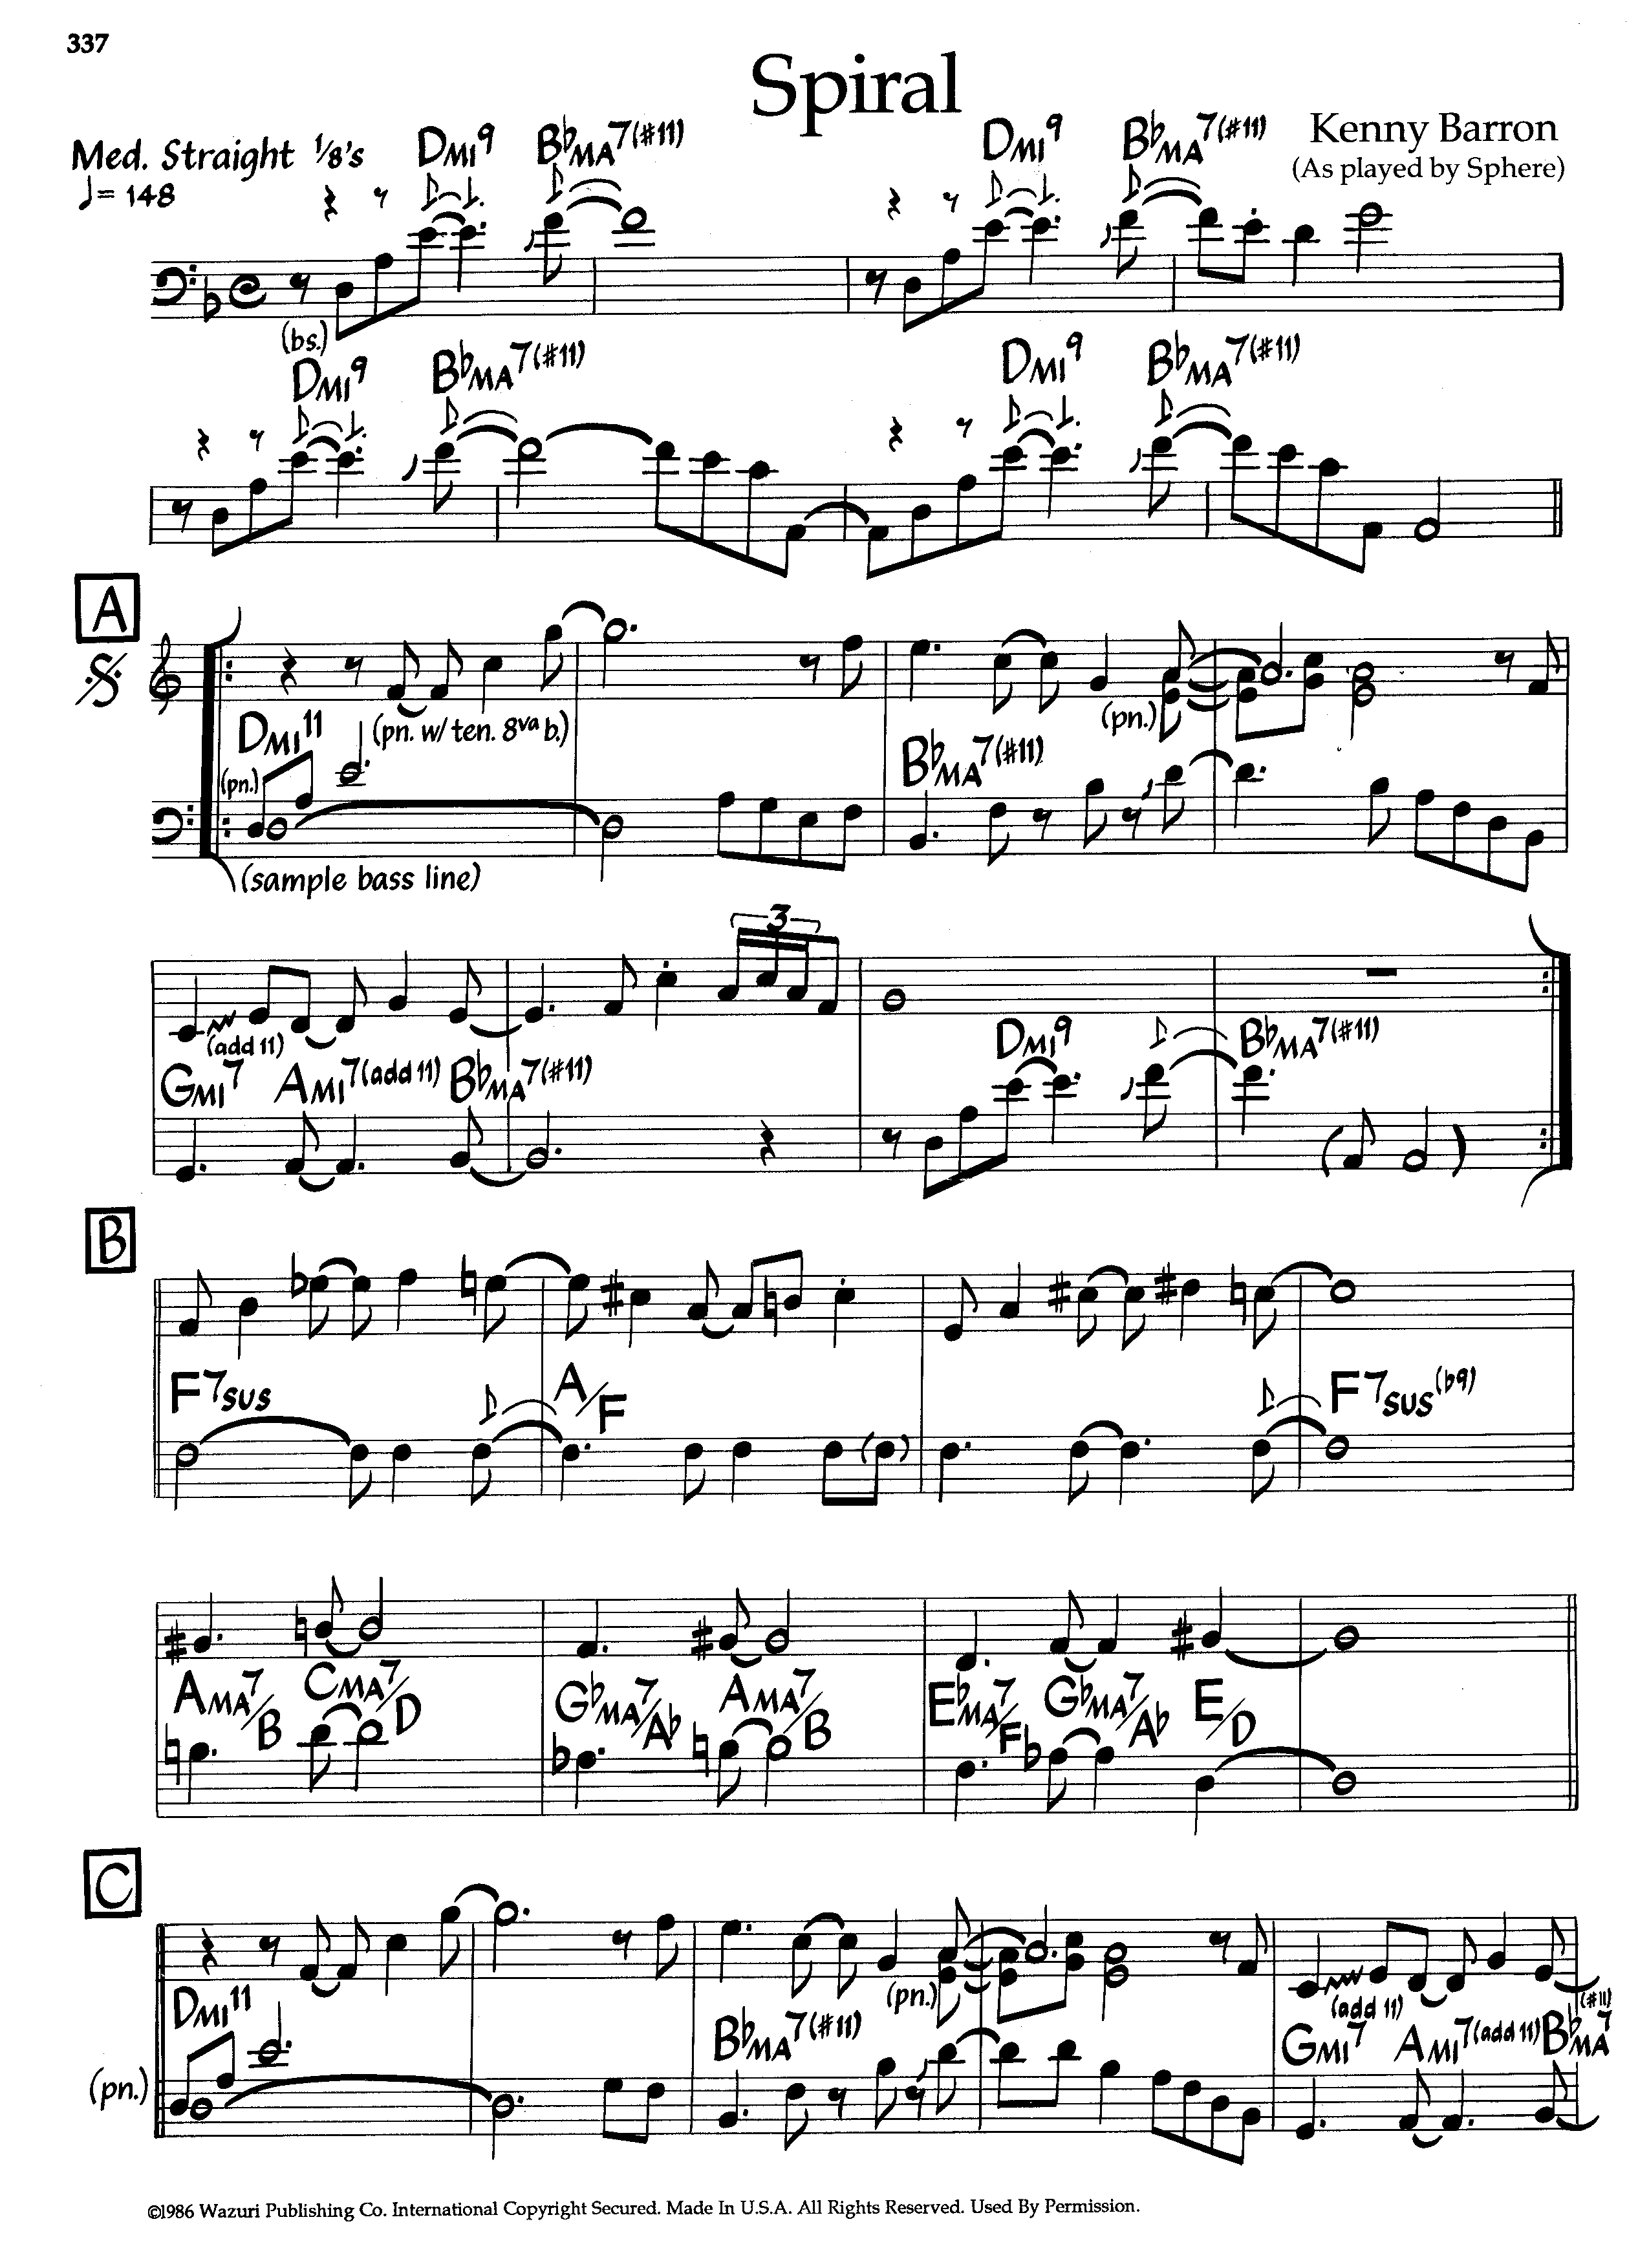 337
Spiral
Kenny Barron
(As played by Sphere)
Med. Straight 1/8's
♩= 148
DMI9 B♭MA7(#11) DMI9 B♭MA7(#11)
(bs.)
DMI9 B♭MA7(#11) DMI9 B♭MA7(#11)
A
(pn. w/ ten. 8va b.) (pn.)
DMI11 B♭MA7(#11)
(pn.)
(sample bass line)
3
(add 11) DMI9 B♭MA7(#11)
GMI7 AMI7(add 11) B♭MA7(#11)
B
F7SUS A/F F7SUS(♭9)
AMA7/B CMA7/D G♭MA7/A♭ AMA7/B E♭MA7/F G♭MA7/A♭ E/D
C
(pn.) (add 11) (#11)
DMI11 B♭MA7(#11) GMI7 AMI7(add 11) B♭MA7
(pn.)
©1986 Wazuri Publishing Co. International Copyright Secured. Made In U.S.A. All Rights Reserved. Used By Permission.